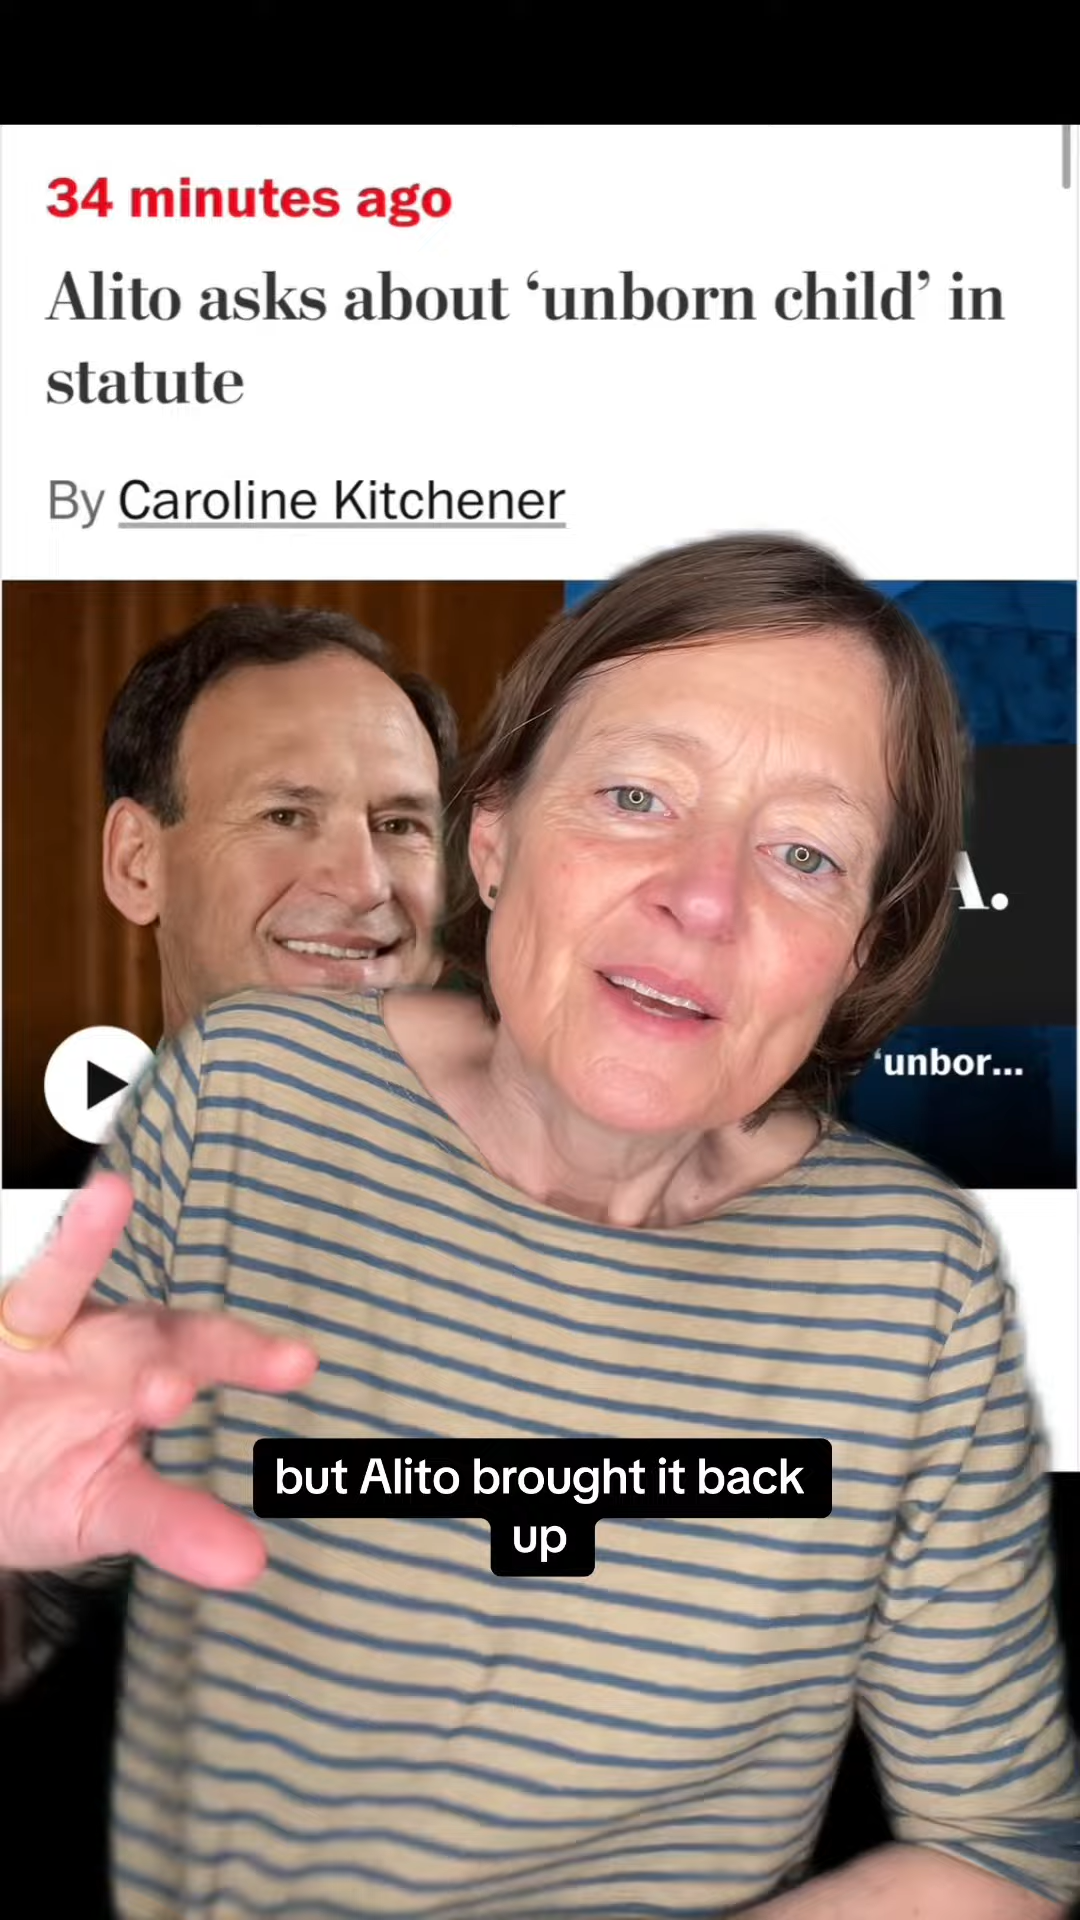 34 minutes ago
Alito asks about ‘unborn child’ in
statute
By Caroline Kitchener
A.
‘unbor...
but Alito brought it back
up